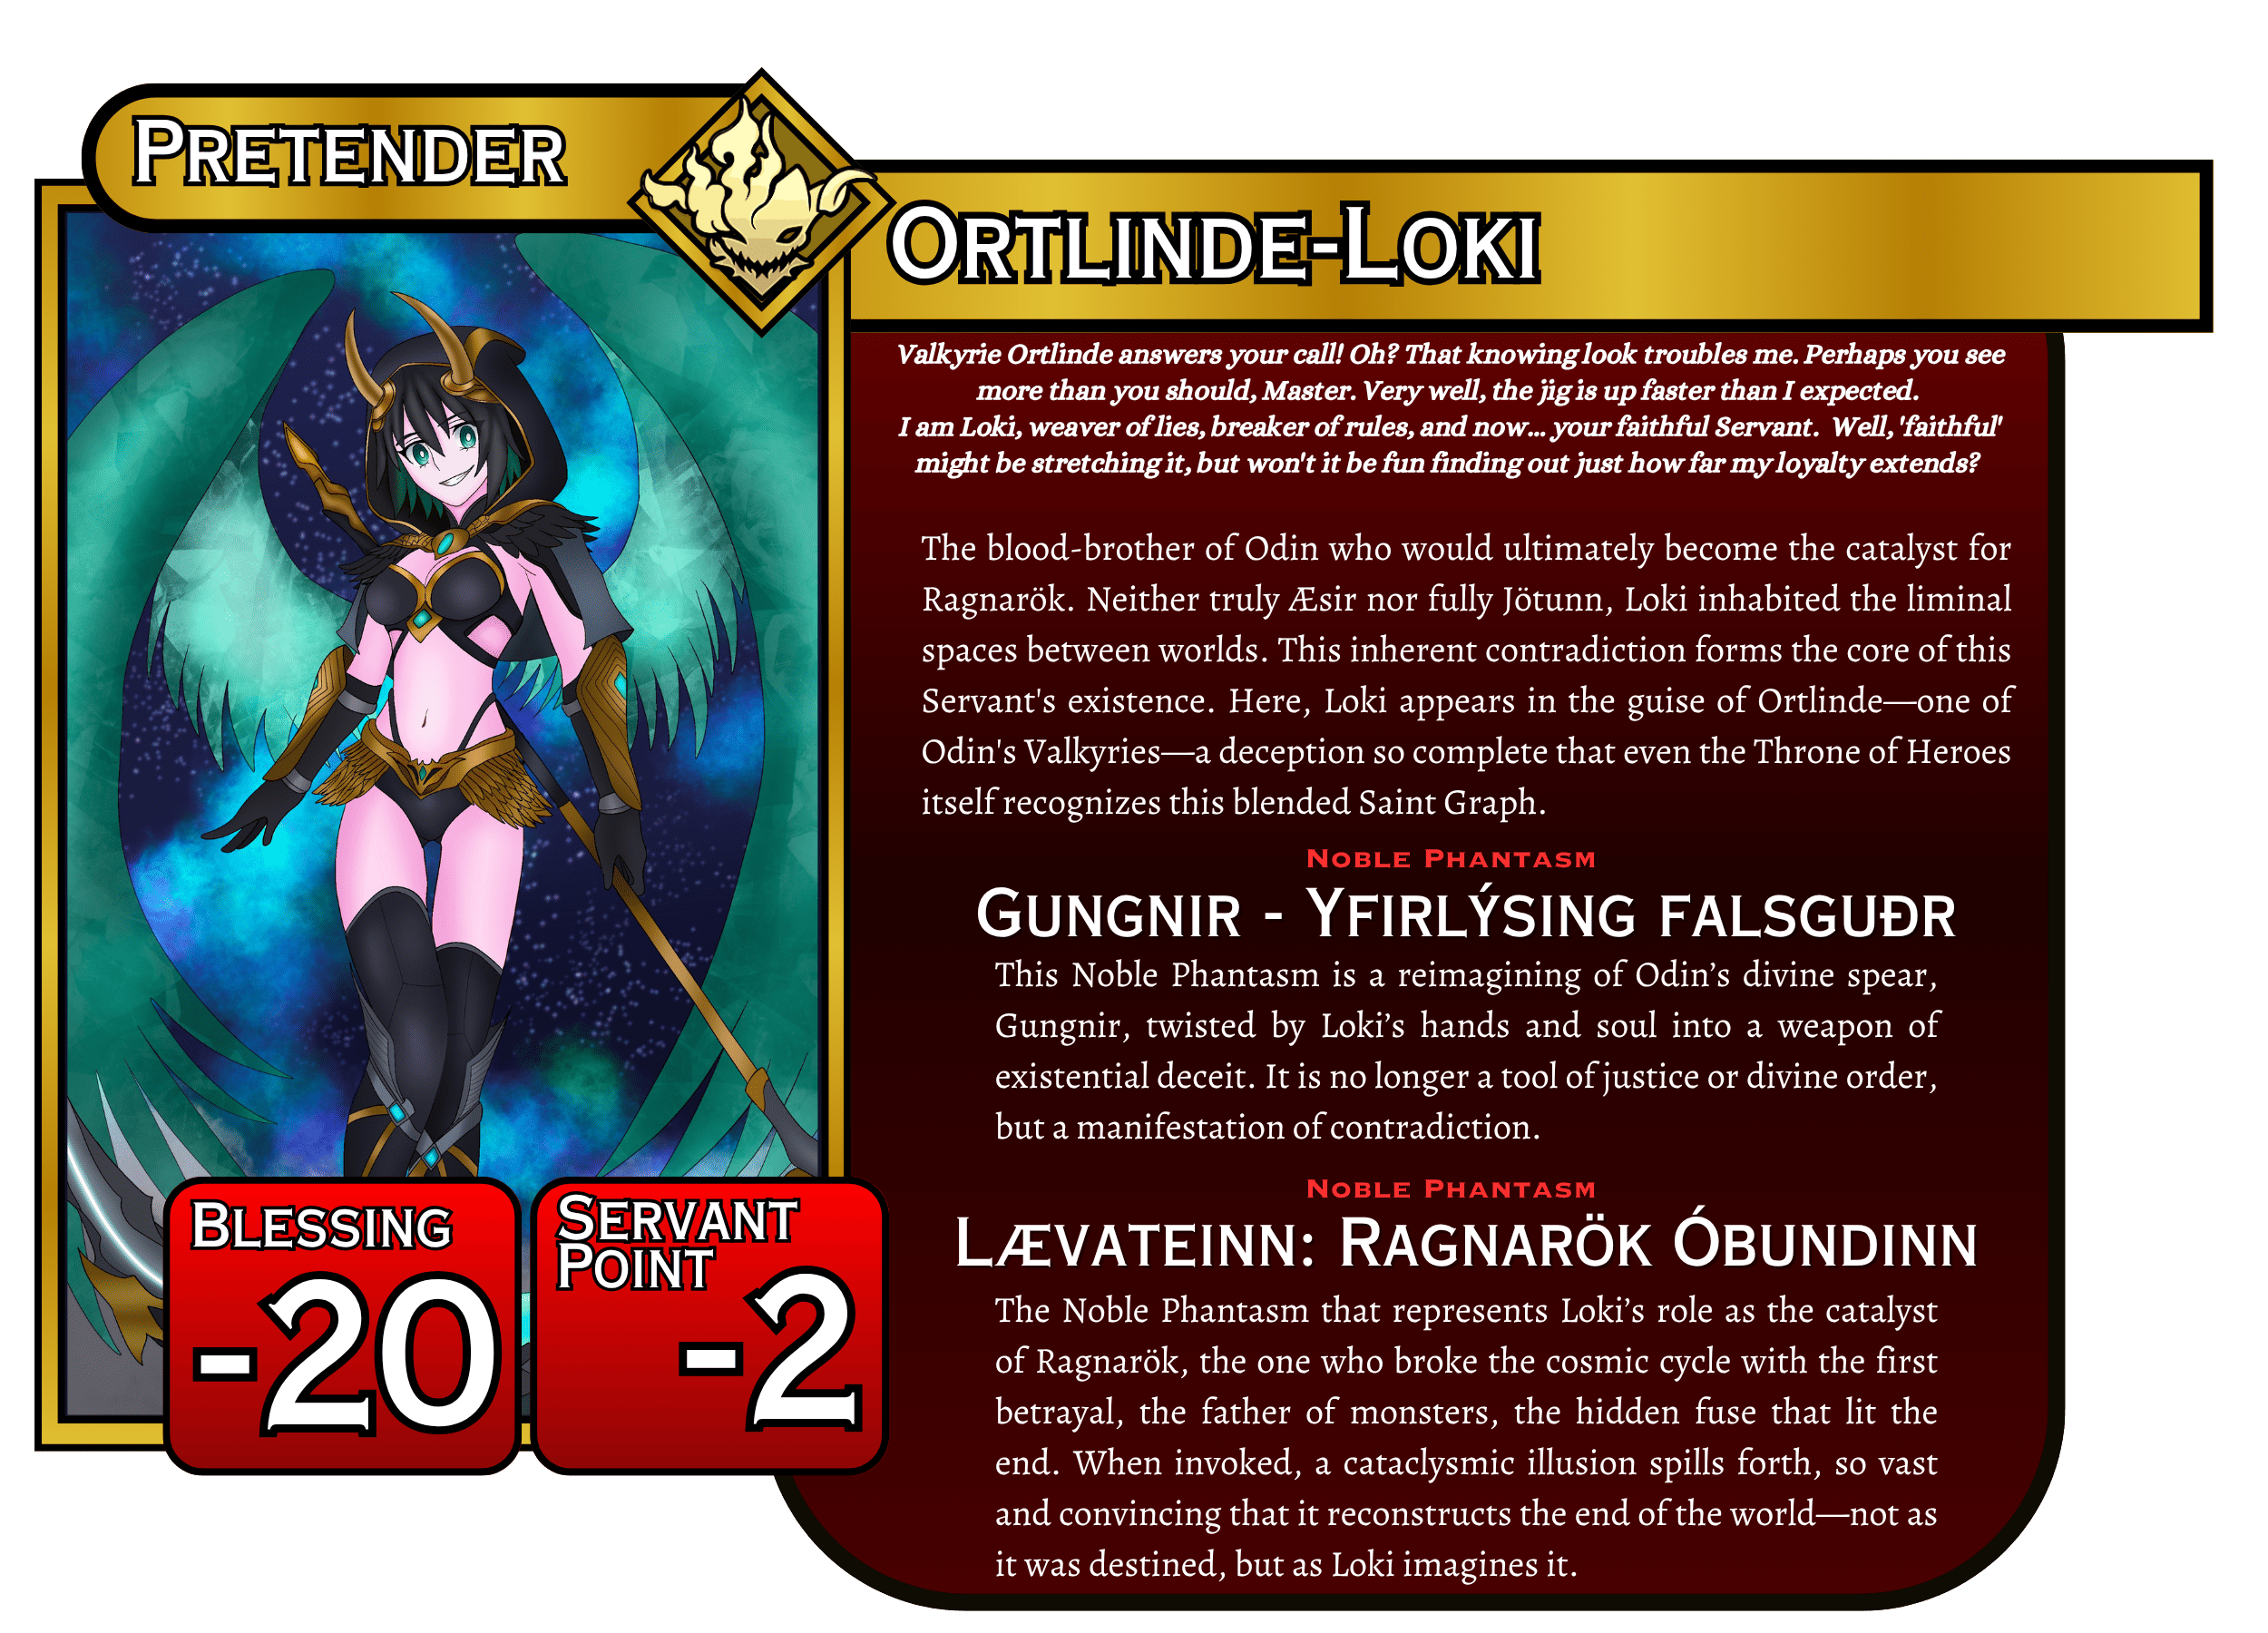 Pretender
Ortlinde-Loki
Valkyrie Ortlinde answers your call! Oh? That knowing look troubles me. Perhaps you see
more than you should, Master. Very well, the jig is up faster than I expected.
I am Loki, weaver of lies, breaker of rules, and now... your faithful Servant.  Well, 'faithful'
might be stretching it, but won't it be fun finding out just how far my loyalty extends?
The blood-brother of Odin who would ultimately become the catalyst for
Ragnarök. Neither truly Æsir nor fully Jötunn, Loki inhabited the liminal
spaces between worlds. This inherent contradiction forms the core of this
Servant's existence. Here, Loki appears in the guise of Ortlinde—one of
Odin's Valkyries—a deception so complete that even the Throne of Heroes
itself recognizes this blended Saint Graph.
Noble Phantasm
Gungnir - Yfirlýsing falsguðr
This Noble Phantasm is a reimagining of Odin’s divine spear,
Gungnir, twisted by Loki’s hands and soul into a weapon of
existential deceit. It is no longer a tool of justice or divine order,
but a manifestation of contradiction.
Noble Phantasm
Lævateinn: Ragnarök Óbundinn
The Noble Phantasm that represents Loki’s role as the catalyst
of Ragnarök, the one who broke the cosmic cycle with the first
betrayal, the father of monsters, the hidden fuse that lit the
end. When invoked, a cataclysmic illusion spills forth, so vast
and convincing that it reconstructs the end of the world—not as
it was destined, but as Loki imagines it.
Blessing
-20
Servant
Point
-2